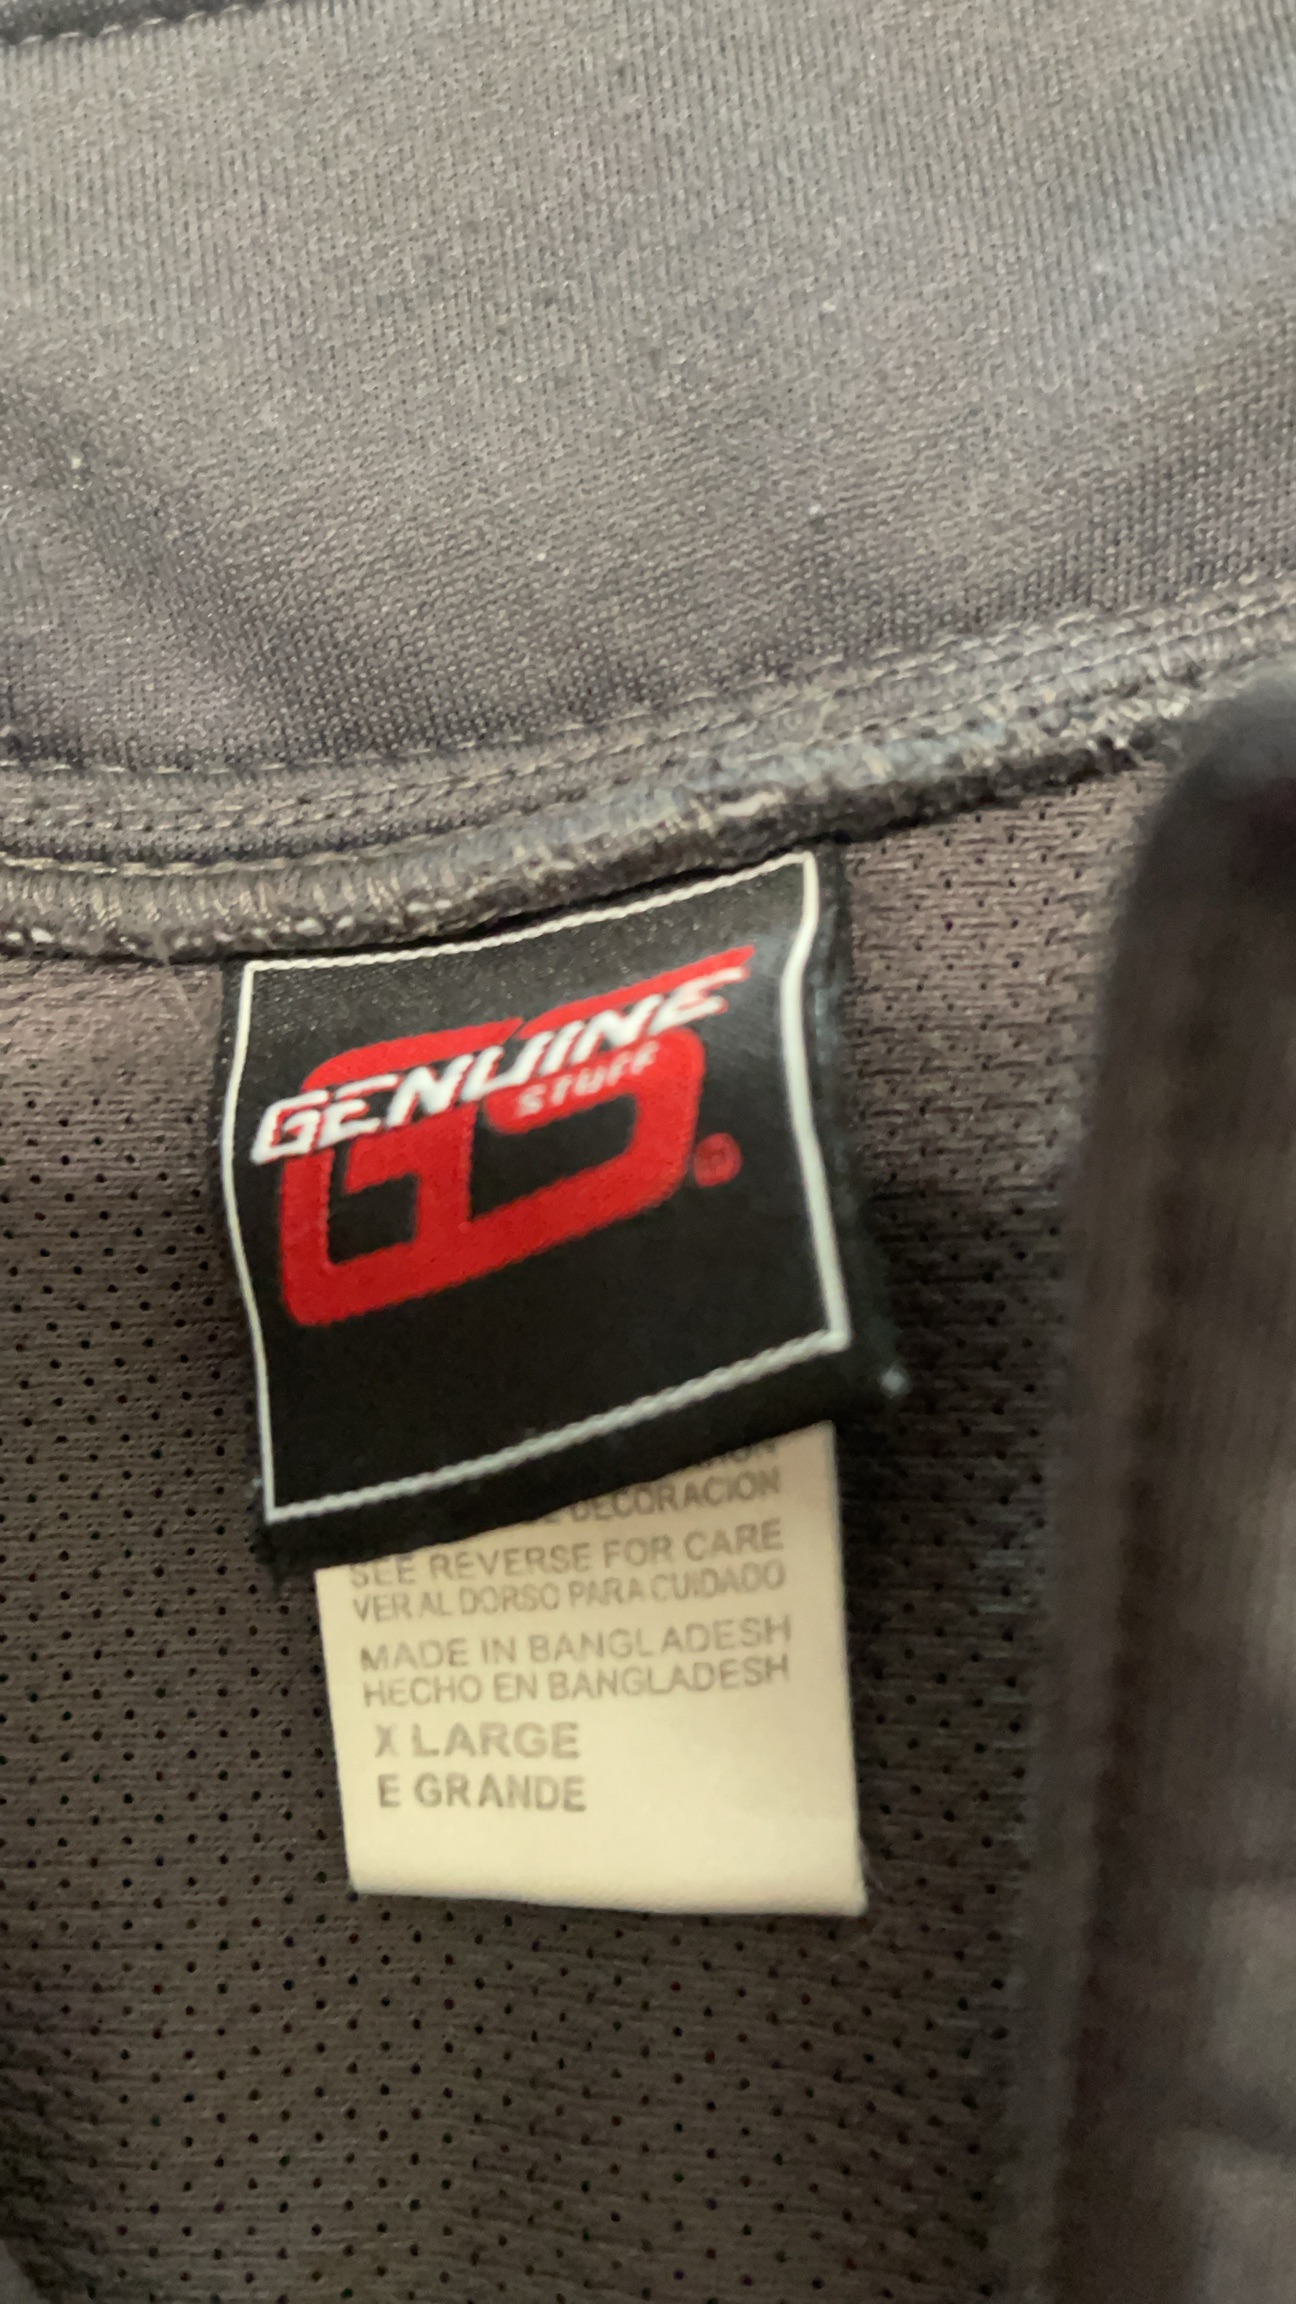 GENUINE
STUFF
GS®
DECORACION
SEE REVERSE FOR CARE
VER AL DORSO PARA CUIDADO
MADE IN BANGLADESH
HECHO EN BANGLADESH
X LARGE
E GRANDE